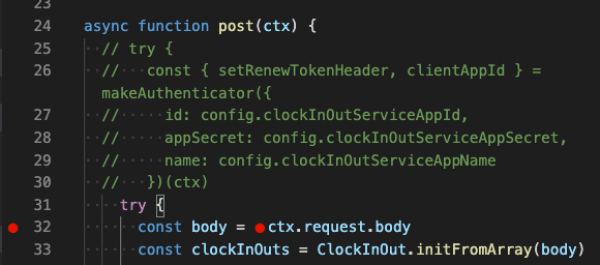 23
24 async function post(ctx) {
25 // try {
26 // const { setRenewTokenHeader, clientAppId } =
makeAuthenticator({
27 // id: config.clockInOutServiceAppId,
28 // appSecret: config.clockInOutServiceAppSecret,
29 // name: config.clockInOutServiceAppName
30 // })(ctx)
31 try {
32 const body = ctx.request.body
33 const clockInOuts = ClockInOut.initFromArray(body)